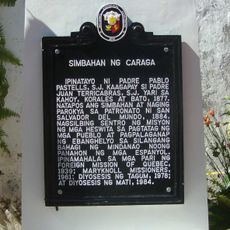 SIMBAHAN NG CARAGA
IPINATAYO NI PADRE PABLO
PASTELLS, S.J. KAAGAPAY SI PADRE
JUAN TERRICABRAS, S.J. YARI SA
KAHOY, KORALES AT BATO, 1877.
NATAPOS ANG SIMBAHAN AT NAGING
PAROKYA SA PATRONATO NI SAN
SALVADOR DEL MUNDO, 1884.
NAGSILBING SENTRO NG MISYON
NG MGA HESWITA SA PAGTATAG NG
MGA PUEBLO AT PAGPALAGANAP
NG EBANGHELYO SA SILANGANG
BAHAGI NG MINDANAO NOONG
PANAHON NG MGA ESPANYOL.
IPINAMAHALA SA MGA PARI NG
FOREIGN MISSION OF QUEBEC,
1939; MARYKNOLL MISSIONARIES,
1961; DIYOSESIS NG TAGUM, 1978;
AT DIYOSESIS NG MATI, 1984.